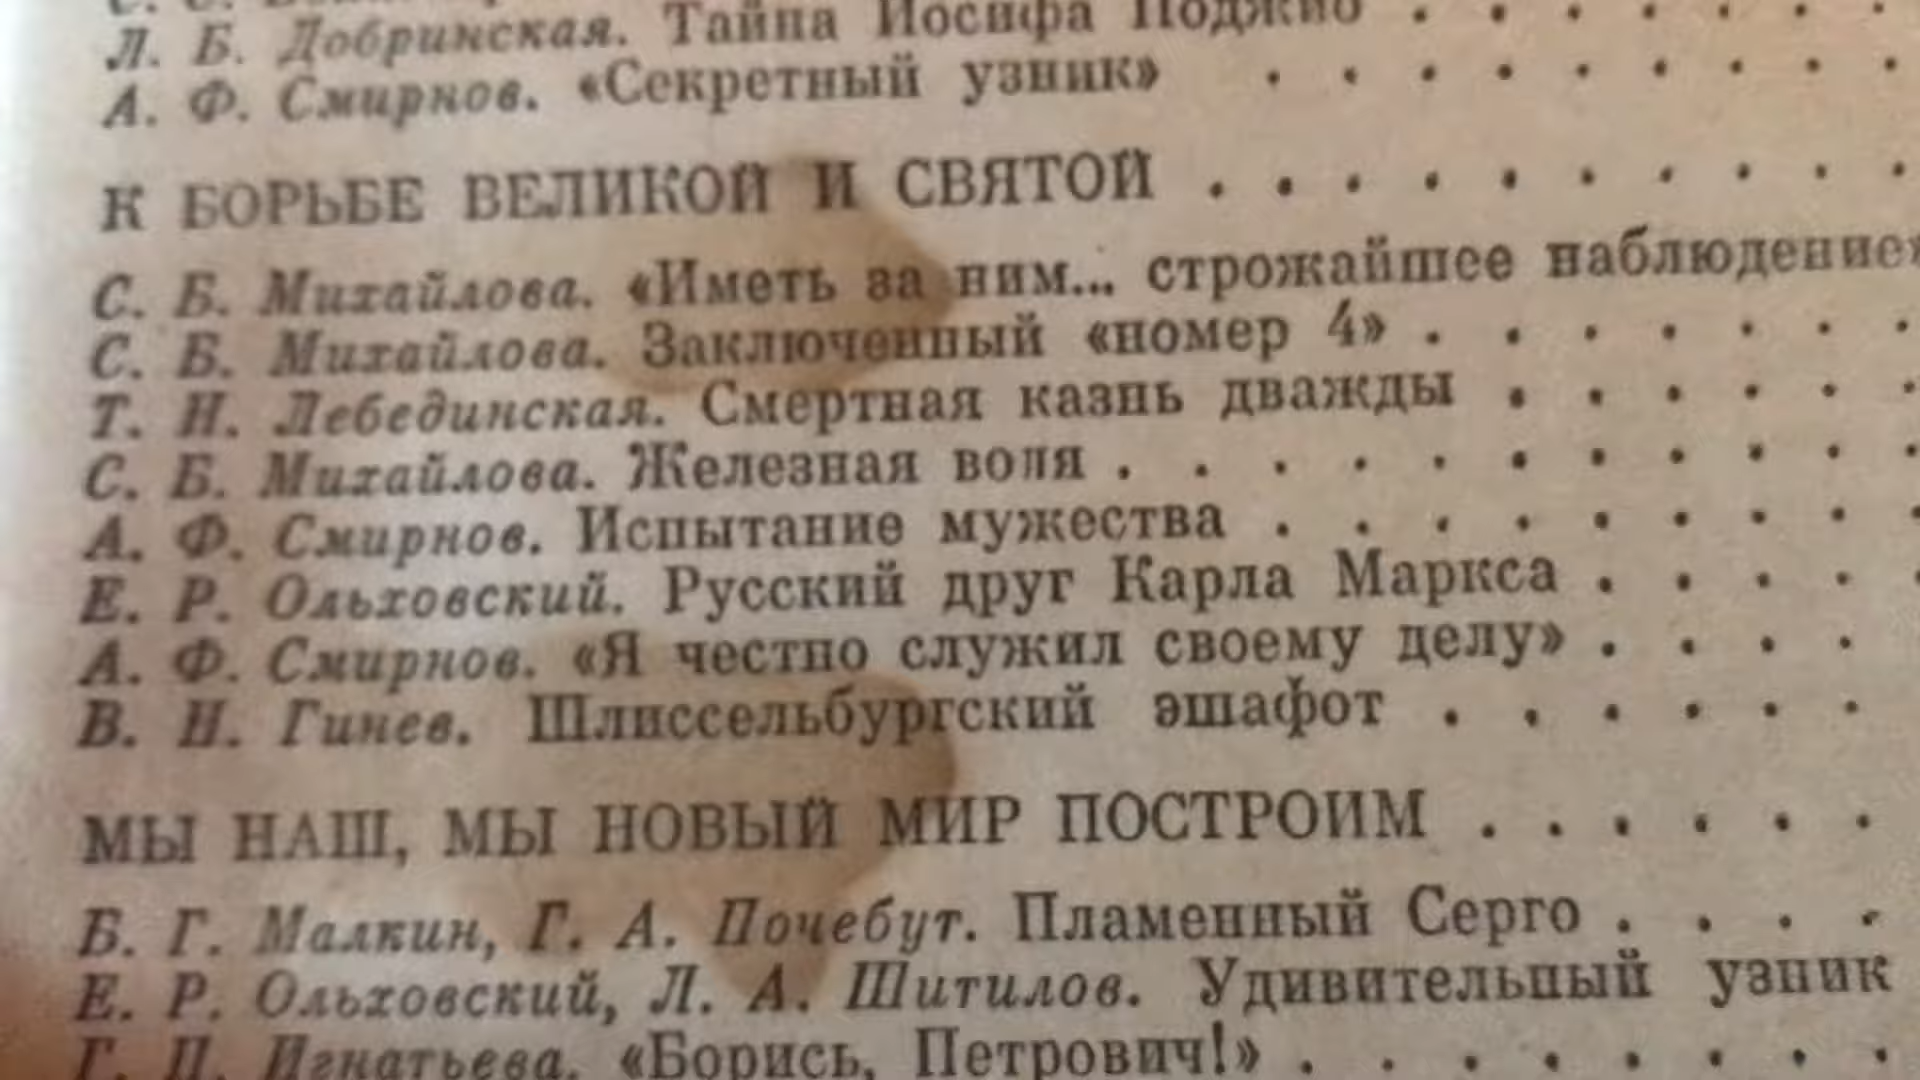 Л. Б. Добринская. Тайна Иосифа Поджио . . . . . . .
А. Ф. Смирнов. «Секретный узник» . . . . . . . . .
К БОРЬБЕ ВЕЛИКОЙ И СВЯТОЙ . . . . . . . . . .
С. Б. Михайлова. «Иметь за ним... строжайшее наблюдение»
С. Б. Михайлова. Заключенный «номер 4» . . . . . . .
Т. Н. Лебединская. Смертная казнь дважды . . . . . .
С. Б. Михайлова. Железная воля . . . . . . . . . . .
А. Ф. Смирнов. Испытание мужества . . . . . . . . .
Е. Р. Ольховский. Русский друг Карла Маркса . . . . .
А. Ф. Смирнов. «Я честно служил своему делу» . . . .
В. Н. Гинев. Шлиссельбургский эшафот . . . . . .
МЫ НАШ, МЫ НОВЫЙ МИР ПОСТРОИМ . . . . . .
Б. Г. Малкин, Г. А. Почебут. Пламенный Серго . . . .
Е. Р. Ольховский, Л. А. Шитилов. Удивительный узник
Г. П. Игнатьева. «Борись, Петрович!» . . . . . . . .